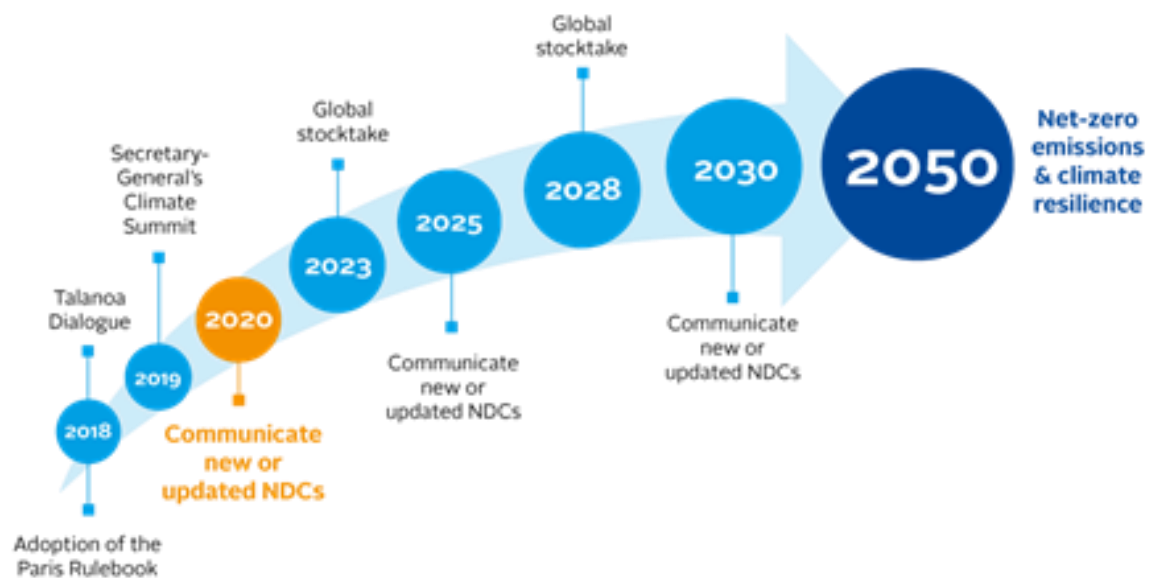 Talanoa
Dialogue
2018
Adoption of the
Paris Rulebook
Secretary-
General's
Climate
Summit
2019
2020
Communicate
new or
updated NDCs
Global
stocktake
2023
2025
Communicate
new or
updated NDCs
Global
stocktake
2028
2030
Communicate
new or
updated NDCs
2050
Net-zero
emissions
& climate
resilience